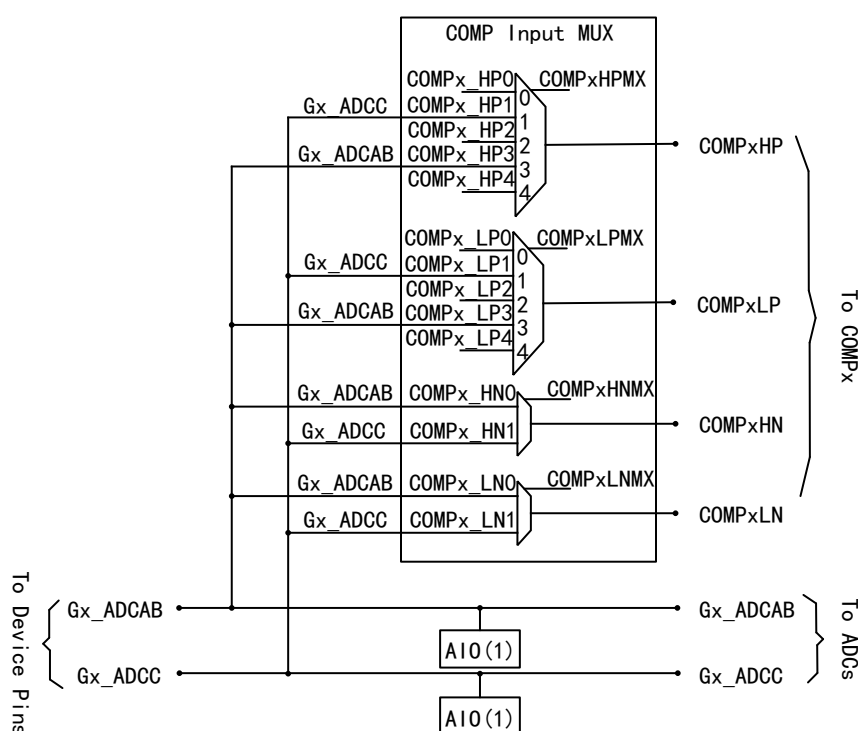 COMP Input MUX
COMPx_HP0
COMPxHPMX
0
Gx_ADCC
COMPx_HP1
1
COMPx_HP2
2
COMPxHP
Gx_ADCAB
COMPx_HP3
3
COMPx_HP4
4
COMPx_LP0
COMPxLPMX
0
Gx_ADCC
COMPx_LP1
1
COMPx_LP2
2
COMPxLP
Gx_ADCAB
COMPx_LP3
3
COMPx_LP4
4
To COMPx
Gx_ADCAB
COMPx_HN0
COMPxHNMX
Gx_ADCC
COMPx_HN1
COMPxHN
Gx_ADCAB
COMPx_LN0
COMPxLNMX
Gx_ADCC
COMPx_LN1
COMPxLN
To Device Pins
Gx_ADCAB
Gx_ADCAB
AIO(1)
Gx_ADCC
Gx_ADCC
AIO(1)
To ADCs